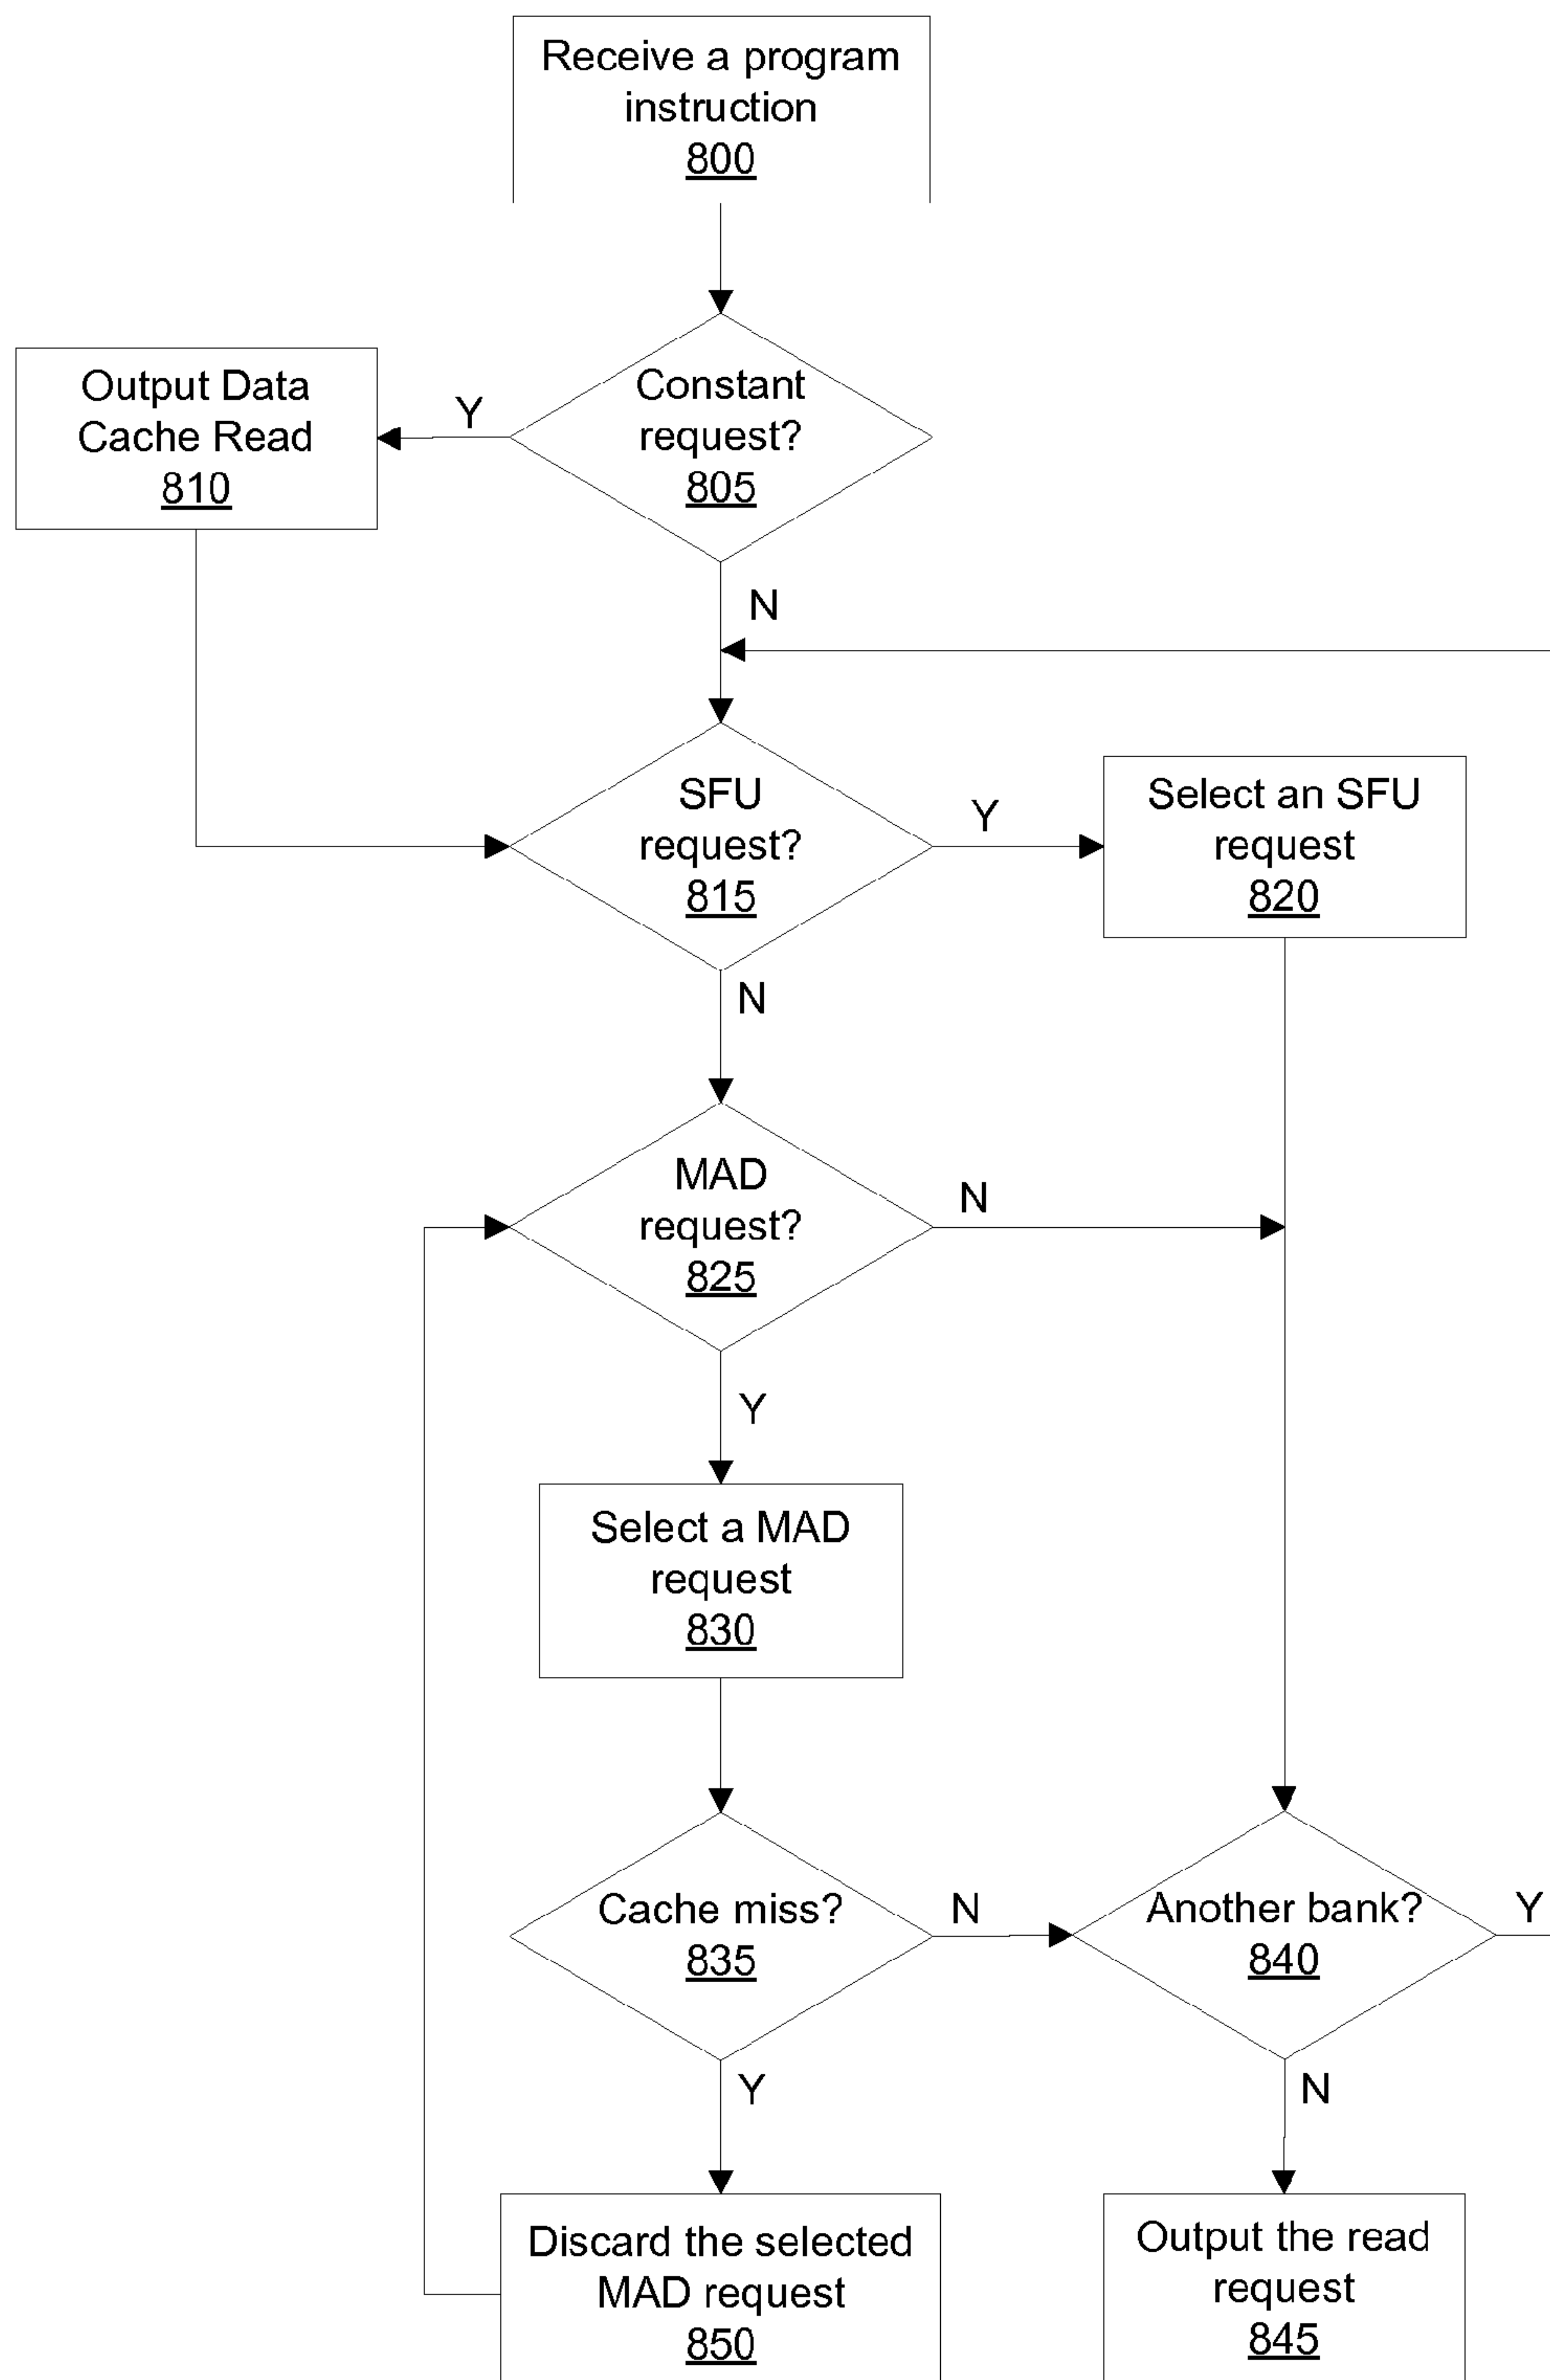 Receive a program
instruction
800
Constant
request?
805
Y
Output Data
Cache Read
810
N
SFU
request?
815
Y
Select an SFU
request
820
N
MAD
request?
825
N
Y
Select a MAD
request
830
Cache miss?
835
N
Another bank?
840
Y
Y
N
Discard the selected
MAD request
850
Output the read
request
845